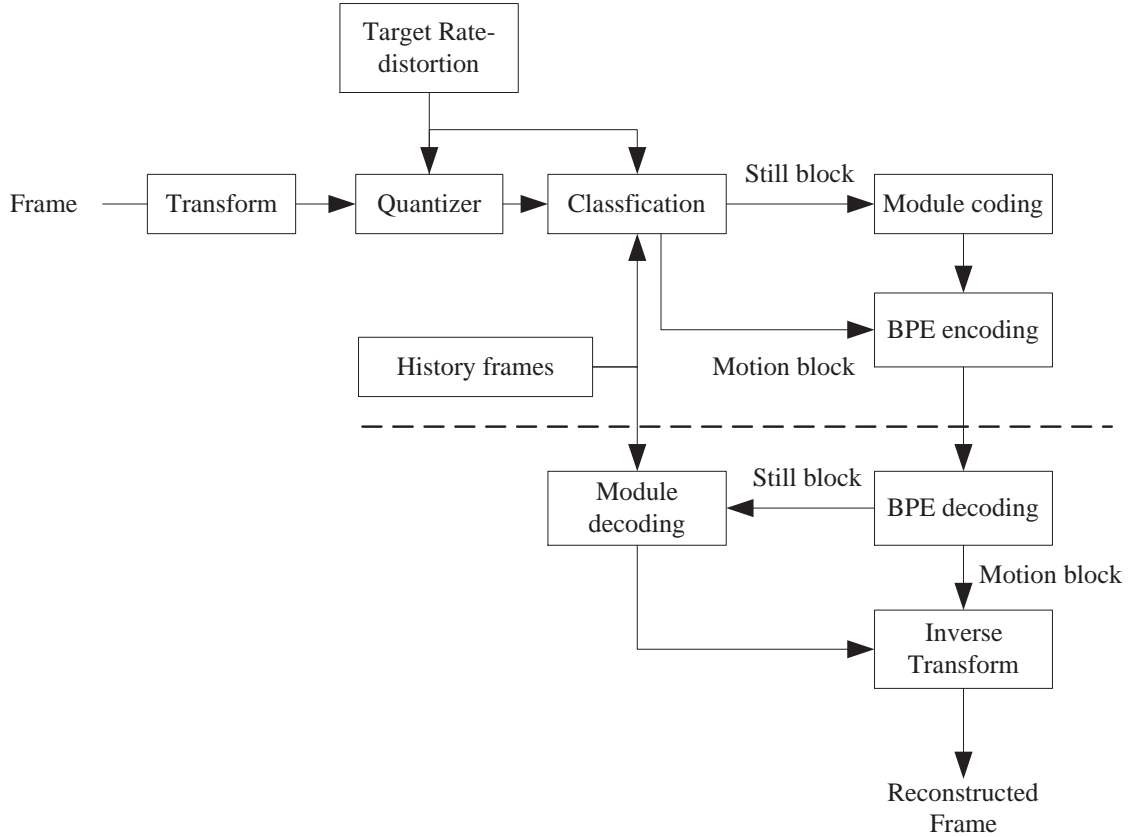 Target Rate-
distortion
Frame
Transform
Quantizer
Classfication
Still block
Module coding
BPE encoding
History frames
Motion block
Module
decoding
Still block
BPE decoding
Motion block
Inverse
Transform
Reconstructed
Frame